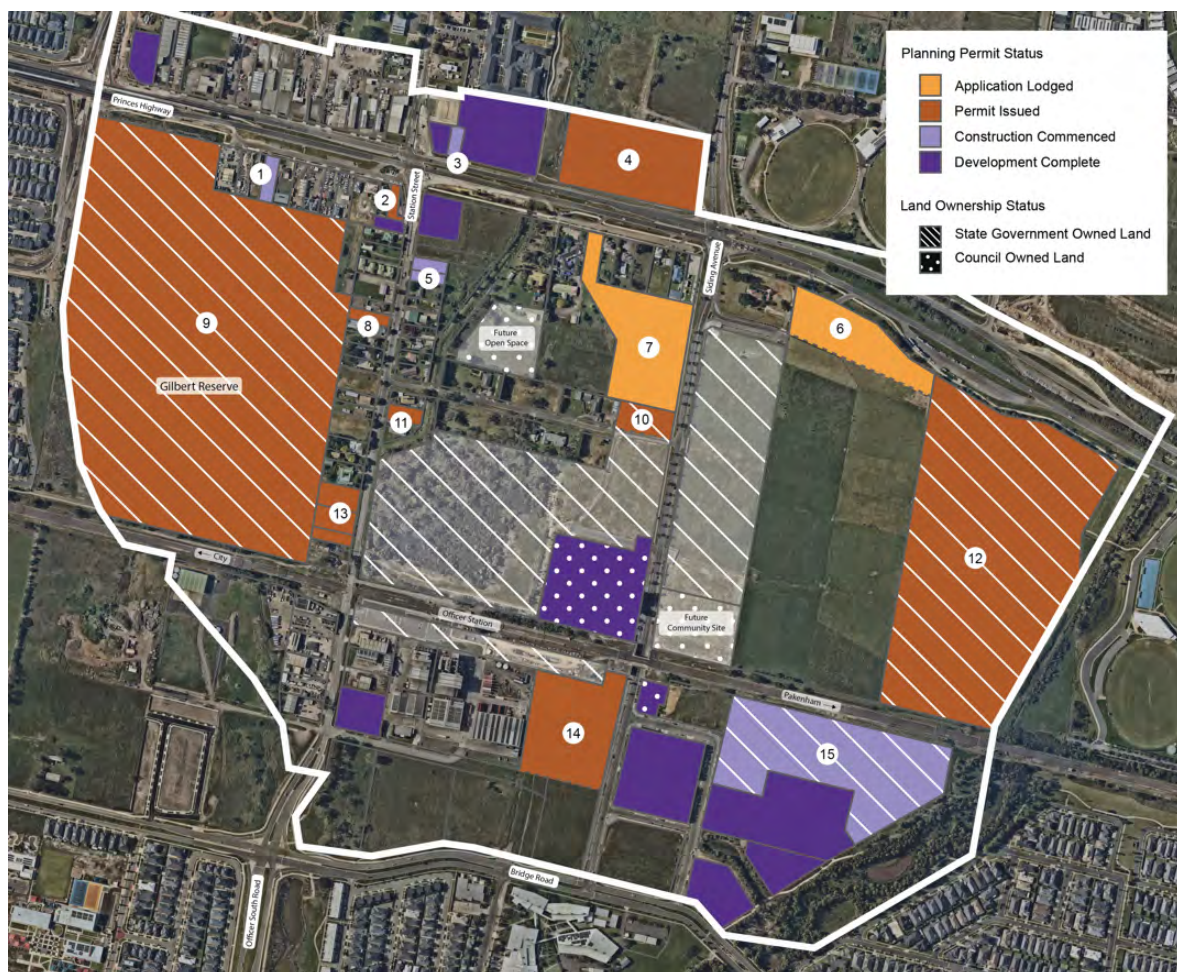 Planning Permit Status
Application Lodged
Permit Issued
Construction Commenced
Development Complete
Land Ownership Status
State Government Owned Land
Council Owned Land
Princes Highway
1
2
3
4
Station Street
5
Siding Avenue
6
7
8
9
Gilbert Reserve
Future
Open Space
10
11
12
13
← City
Officer Station
Future
Community Site
Pakenham →
14
15
Bridge Road
Officer South Road